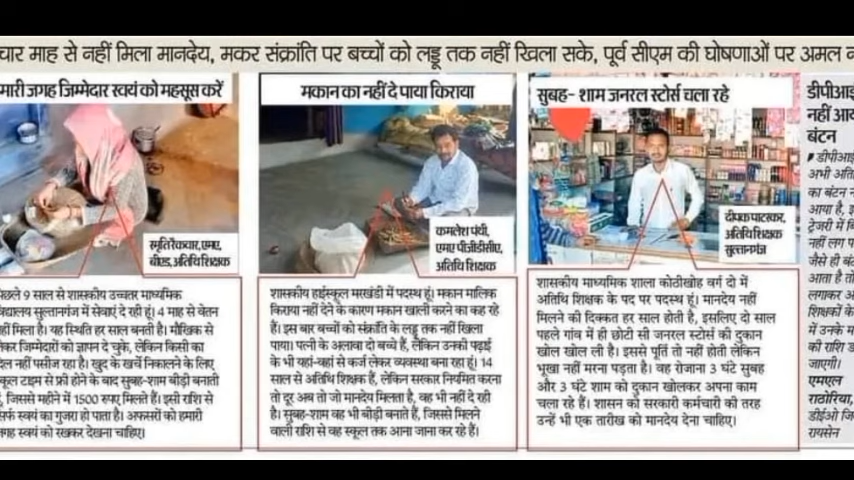 चार माह से नहीं मिला मानदेय, मकर संक्रांति पर बच्चों को लड्डू तक नहीं खिला सके, पूर्व सीएम की घोषणाओं पर अमल
मारी जगह जिम्मेदार स्वयं को महसूस करें
स्मृति रैकवार, एमए,
बीएड, अतिथि शिक्षक
पिछले 9 साल से शासकीय उच्चतर माध्यमिक
विद्यालय सुल्तानगंज में सेवाएं दे रही हूं। 4 माह से वेतन
नहीं मिला है। यह स्थिति हर साल बनती है। मौखिक से
लेकर जिम्मेदारों को ज्ञापन दे चुके, लेकिन किसी का
दिल नहीं पसीज रहा है। खुद के खर्चे निकालने के लिए
स्कूल टाइम से फ्री होने के बाद सुबह-शाम बीड़ी बनाती
हूं, जिससे महीने में 1500 रूपए मिलते हैं। इसी राशि से
सिर्फ स्वयं का गुजरा हो पाता है। अफसरों को हमारी
जगह स्वयं को रखकर देखना चाहिए।
मकान का नहीं दे पाया किराया
कमलेश पंथी,
एमए पीजीडीसीए,
अतिथि शिक्षक
शासकीय हाईस्कूल मरखंडी में पदस्थ हूं। मकान मालिक
किराया नहीं देने के कारण मकान खाली करने का कह रहे
हैं। इस बार बच्चों को संक्रांति के लड्डू तक नहीं खिला
पाया। पत्नी के अलावा दो बच्चे हैं, लेकिन उनकी पढ़ाई
के भी यहां-वहां से कर्ज लेकर व्यवस्था बना रहा हूं। 14
साल से अतिथि शिक्षक हैं, लेकिन सरकार नियमित करना
तो दूर अब तो जो मानदेय मिलता है, वह भी नहीं दे रही
है। सुबह-शाम वह भी बीड़ी बनाते हैं, जिससे मिलने
वाली राशि से वह स्कूल तक आना जाना कर रहे हैं।
सुबह- शाम जनरल स्टोर्स चला रहे
दीपक पाटस्कर,
अतिथि शिक्षक
सुल्तानगंज
शासकीय माध्यमिक शाला कोठीखोह वर्ग दो में
अतिथि शिक्षक के पद पर पदस्थ हूं। मानदेय नहीं
मिलने की दिक्कत हर साल होती है, इसलिए दो साल
पहले गांव में ही छोटी सी जनरल स्टोर्स की दुकान
खोल खोल ली है। इससे पूर्ति तो नहीं होती लेकिन
भूखा नहीं मरना पड़ता है। वह रोजाना 3 घंटे सुबह
और 3 घंटे शाम को दुकान खोलकर अपना काम
चला रहे हैं। शासन को सरकारी कर्मचारी की तरह
उन्हें भी एक तारीख को मानदेय देना चाहिए।
डीपीआई
नहीं आय
बंटन
डीपीआई
अभी अति
का बंटन न
आया है, इ
ट्रेजरी में बि
नहीं लग प
जैसे ही बंट
आता है तो
लगाकर अ
शिक्षकों के
में उनके म
की राशि ड
जाएगी।
एमएल
राठोरिया,
डीईओ जि
रायसेन